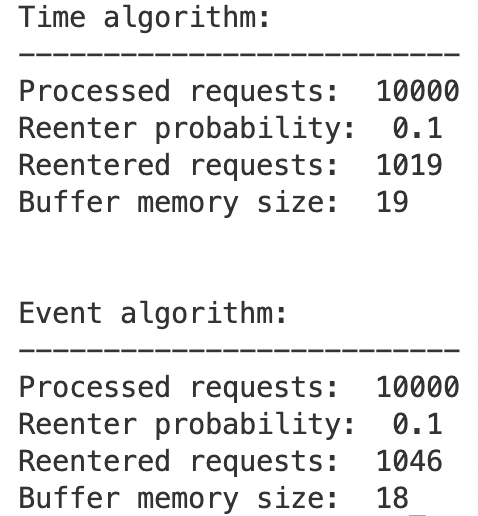 Time algorithm:
--------------------------
Processed requests:  10000
Reenter probability:  0.1
Reentered requests:  1019
Buffer memory size:  19
Event algorithm:
--------------------------
Processed requests:  10000
Reenter probability:  0.1
Reentered requests:  1046
Buffer memory size:  18